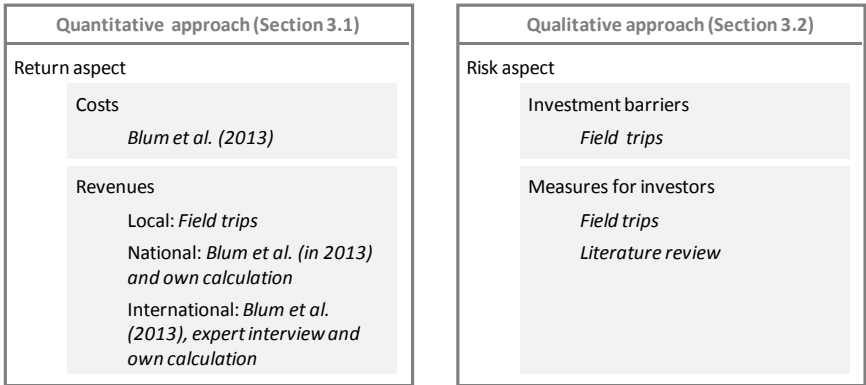 Quantitative approach (Section 3.1)
Return aspect
Costs
Blum et al. (2013)
Revenues
Local: Field trips
National: Blum et al. (in 2013)
and own calculation
International: Blum et al.
(2013), expert interview and
own calculation
Qualitative approach (Section 3.2)
Risk aspect
Investment barriers
Field trips
Measures for investors
Field trips
Literature review